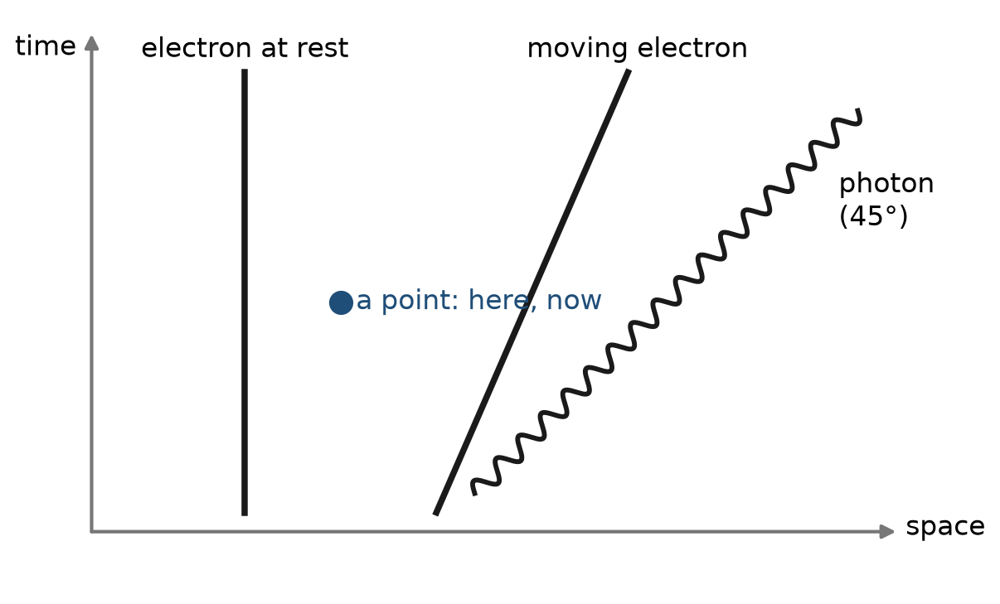 time
electron at rest
moving electron
photon
(45°)
a point: here, now
space